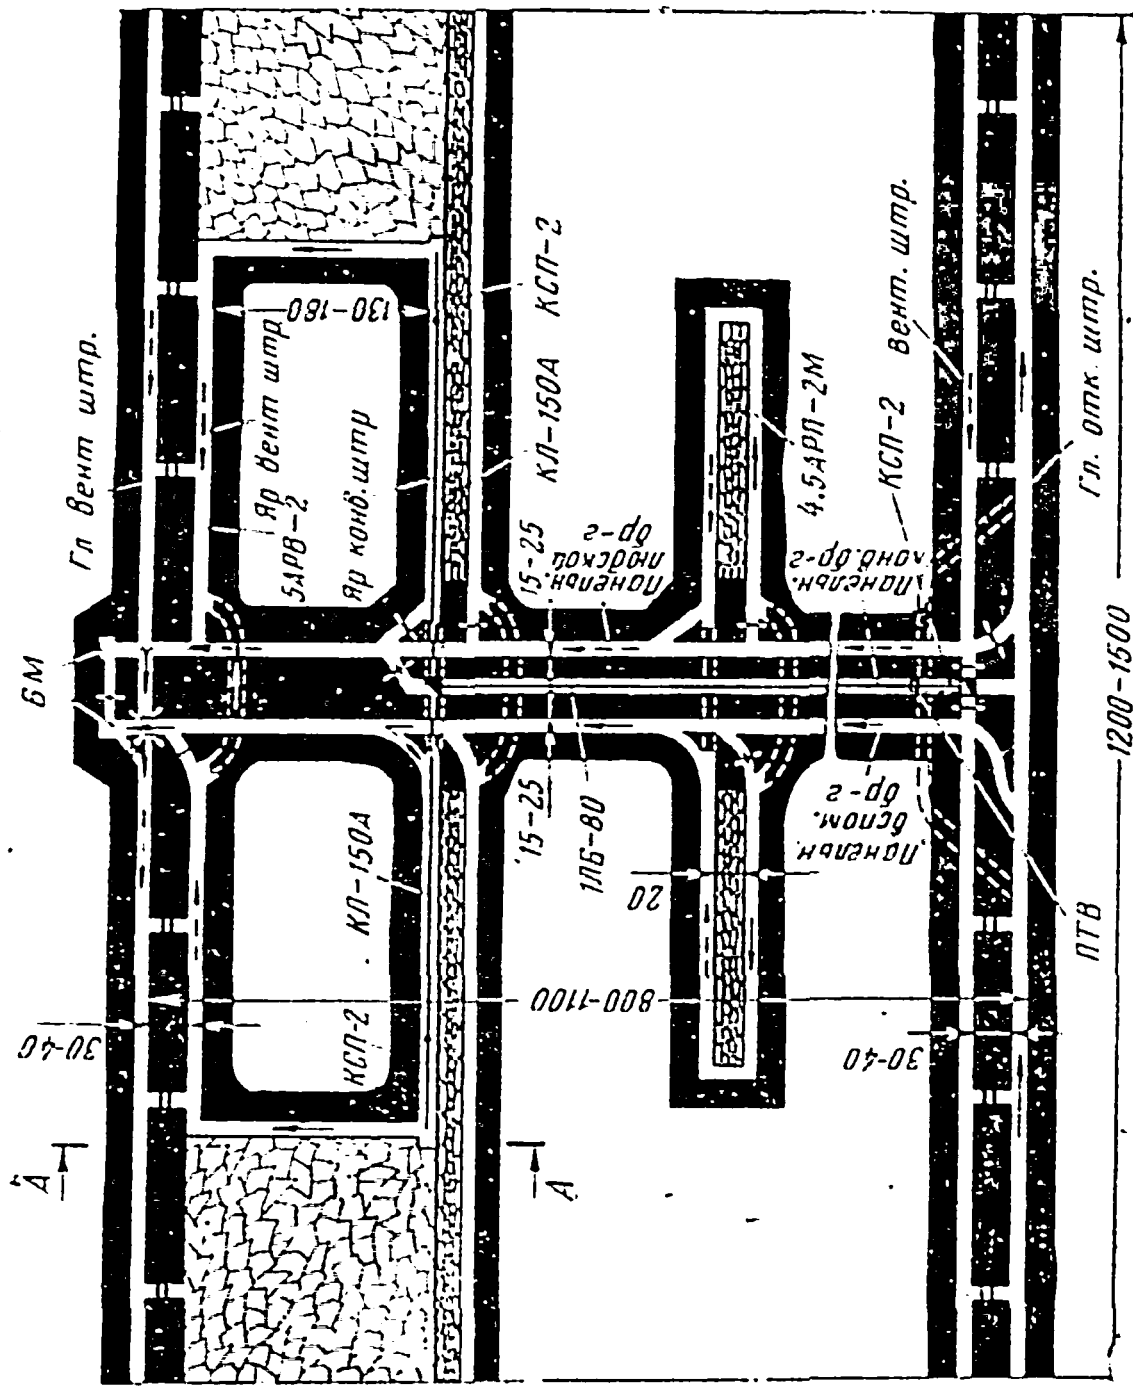 Гл вент штр.
БМ
Яр вент штр
5АРВ-2
Яр конв.штр
130-180
КЛ-150А
КСП-2
КСП-2
КЛ-150А
30-40
А
А
15-25
15-25
Панельн.
людской
бр-г
1ЛБ-80
20
800-1100
4.5АРП-2М
КСП-2
Вент. штр.
Панельн.
конв.бр-г
Панельн.
вспом.
бр-г
Гл. отк. штр.
ПТВ
30-40
1200-1500